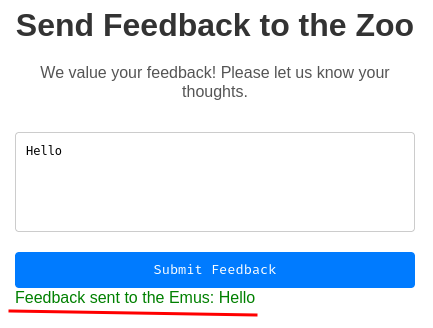 Send Feedback to the Zoo
We value your feedback! Please let us know your
thoughts.
Hello
Submit Feedback
Feedback sent to the Emus: Hello